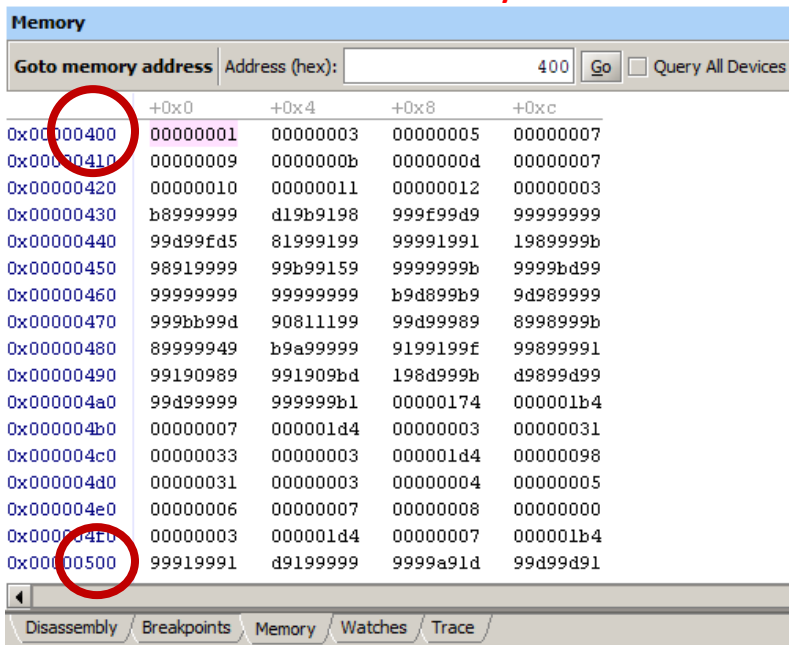 Memory
Goto memory address Address (hex): 400 Go Query All Devices
+0x0 +0x4 +0x8 +0xc
0x00000400 00000001 00000003 00000005 00000007
0x00000410 00000009 0000000b 0000000d 00000007
0x00000420 00000010 00000011 00000012 00000003
0x00000430 b8999999 d19b9198 999f99d9 99999999
0x00000440 99d99fd5 81999199 99991991 1989999b
0x00000450 98919999 99b99159 9999999b 9999bd99
0x00000460 99999999 99999999 b9d899b9 9d989999
0x00000470 999bb99d 90811199 99d99989 8998999b
0x00000480 89999949 b9a99999 9199199f 99899991
0x00000490 99190989 991909bd 198d999b d9899d99
0x000004a0 99d99999 999999b1 00000174 000001b4
0x000004b0 00000007 000001d4 00000003 00000031
0x000004c0 00000033 00000003 000001d4 00000098
0x000004d0 00000031 00000003 00000004 00000005
0x000004e0 00000006 00000007 00000008 00000000
0x000004f0 00000003 000001d4 00000007 000001b4
0x00000500 99919991 d9199999 9999a91d 99d99d91
Disassembly Breakpoints Memory Watches Trace